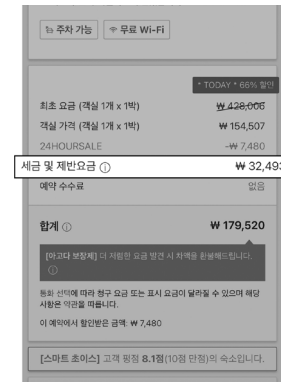 주차 가능 무료 Wi-Fi
* TODAY * 66% 할인
최초 요금 (객실 1개 x 1박) ₩ 428,006
객실 가격 (객실 1개 x 1박) ₩ 154,507
24HOURSALE -₩ 7,480
세금 및 제반요금 ₩ 32,493
예약 수수료 없음
합계 ₩ 179,520
[아고다 보장제] 더 저렴한 요금 발견 시 차액을 환불해드립니다.
통화 선택에 따라 청구 요금 또는 표시 요금이 달라질 수 있으며 해당
사항은 약관을 따릅니다.
이 예약에서 할인받은 금액: ₩ 7,480
[스마트 초이스] 고객 평점 8.1점(10점 만점)의 숙소입니다.